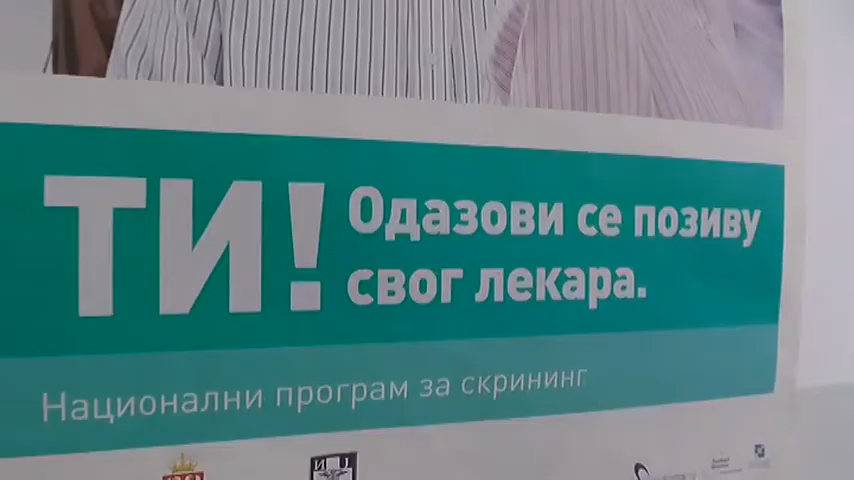 ТИ!
Одазови се позиву
свог лекара.
Национални програм за скрининг